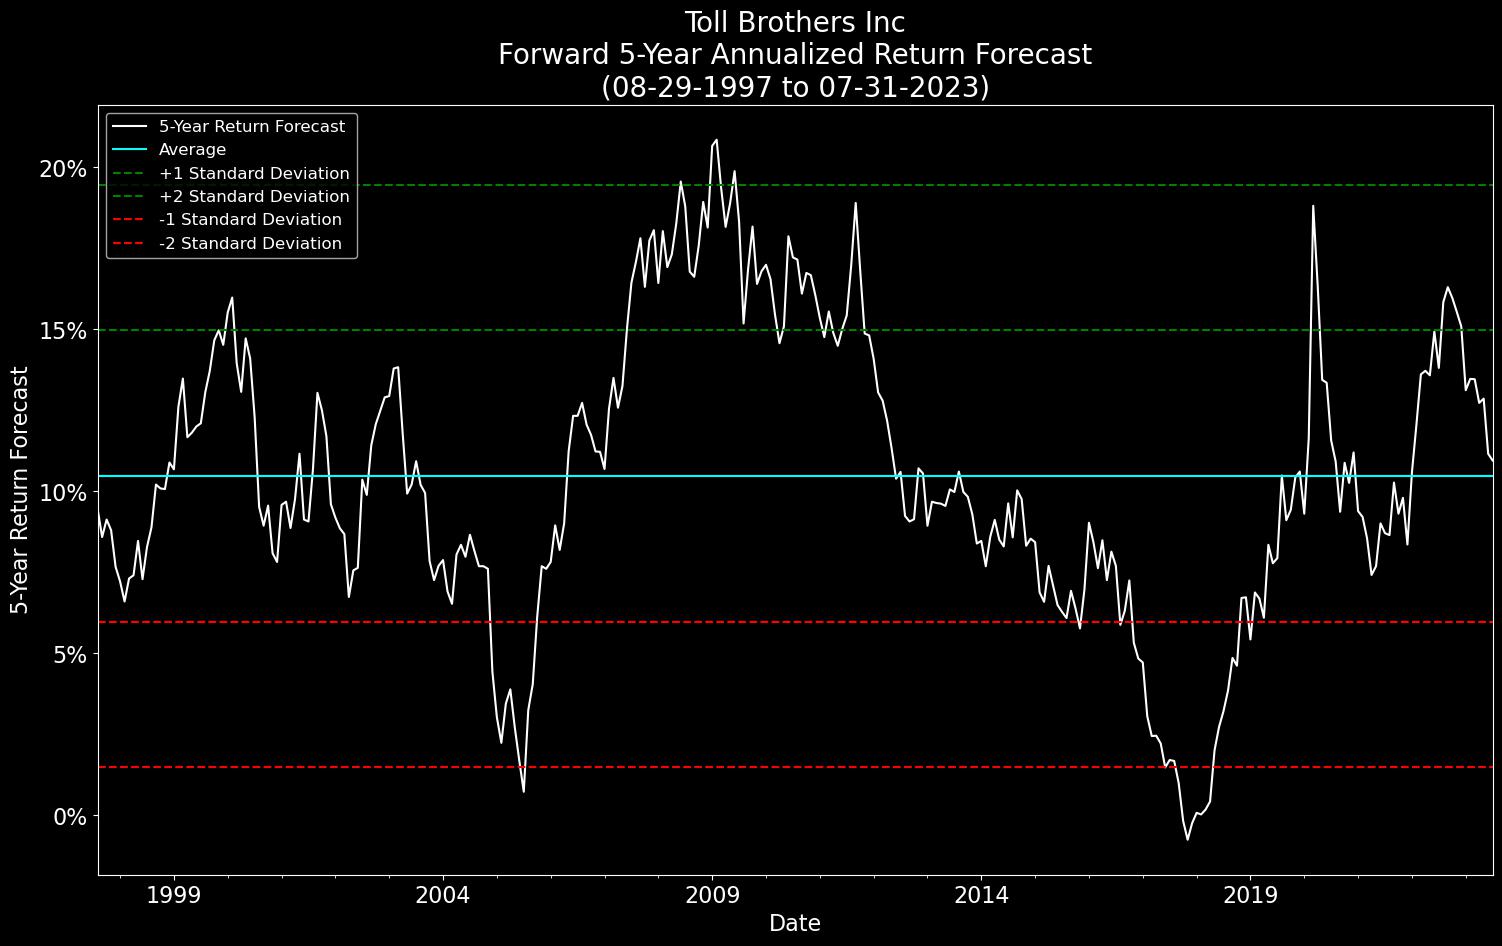 Toll Brothers Inc
Forward 5-Year Annualized Return Forecast
(08-29-1997 to 07-31-2023)
5-Year Return Forecast
Average
+1 Standard Deviation
+2 Standard Deviation
-1 Standard Deviation
-2 Standard Deviation
5-Year Return Forecast
20%
15%
10%
5%
0%
1999
2004
2009
2014
2019
Date